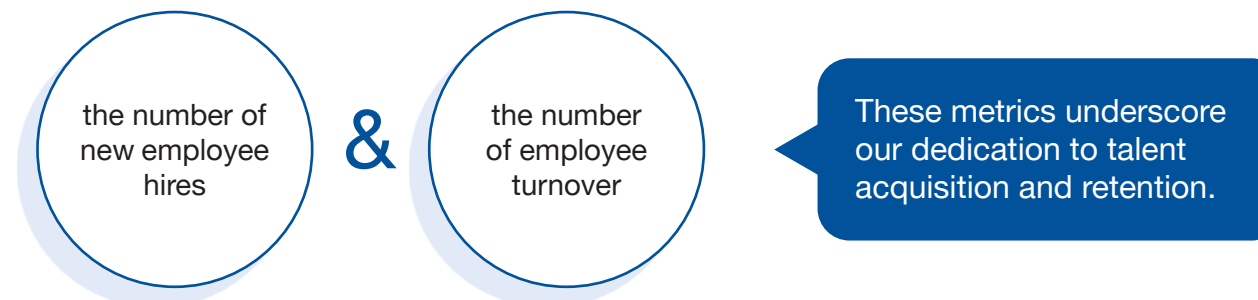 the number of
new employee
hires
&
the number
of employee
turnover
These metrics underscore
our dedication to talent
acquisition and retention.